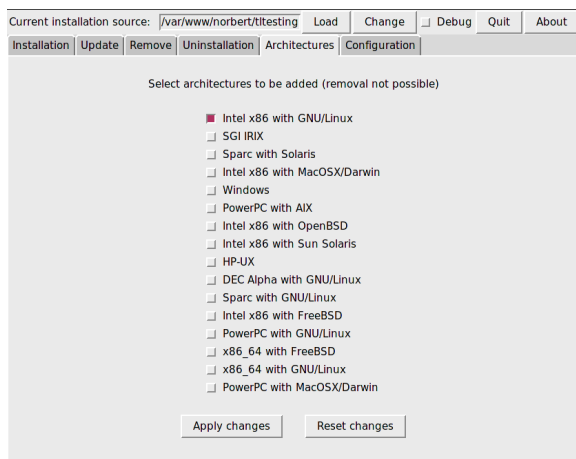 Current installation source: /var/www/norbert/tltesting Load Change Debug Quit About
Installation Update Remove Uninstallation Architectures Configuration
Select architectures to be added (removal not possible)
Intel x86 with GNU/Linux
SGI IRIX
Sparc with Solaris
Intel x86 with MacOSX/Darwin
Windows
PowerPC with AIX
Intel x86 with OpenBSD
Intel x86 with Sun Solaris
HP-UX
DEC Alpha with GNU/Linux
Sparc with GNU/Linux
Intel x86 with FreeBSD
PowerPC with GNU/Linux
x86_64 with FreeBSD
x86_64 with GNU/Linux
PowerPC with MacOSX/Darwin
Apply changes Reset changes